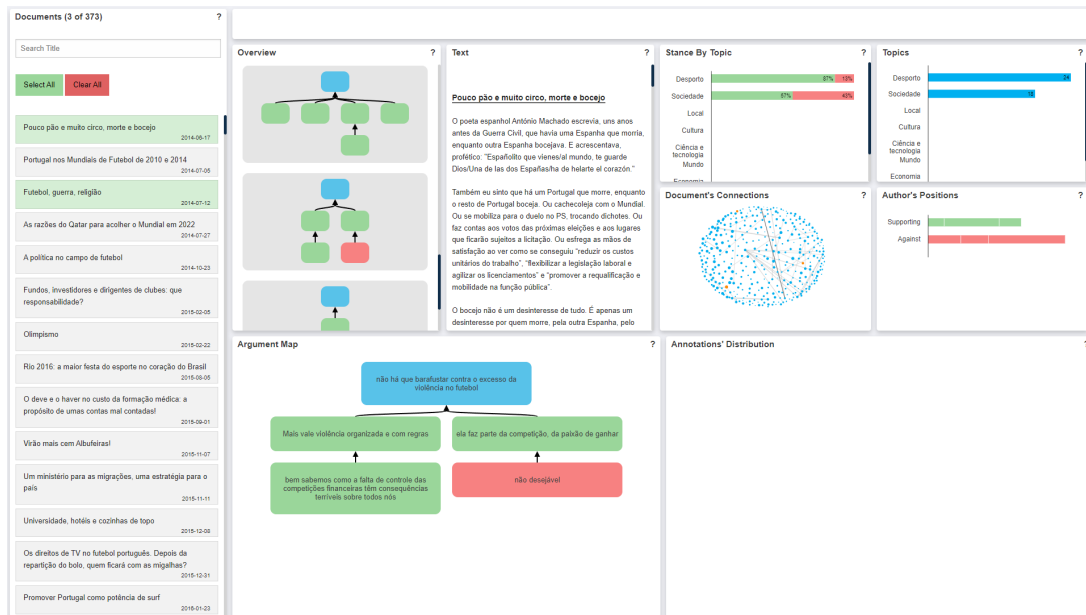 Documents (3 of 373)
?
Search Title
Select All
Clear All
Pouco pão e muito circo, morte e bocejo
2014-06-17
Portugal nos Mundiais de Futebol de 2010 e 2014
2014-07-05
Futebol, guerra, religião
2014-07-12
As razões do Qatar para acolher o Mundial em 2022
2014-07-27
A política no campo de futebol
2014-10-23
Fundos, investidores e dirigentes de clubes: que
responsabilidade?
2015-02-05
Olimpismo
2015-02-22
Rio 2016: a maior festa do esporte no coração do Brasil
2015-08-05
O deve e o haver no custo da formação médica: a
propósito de umas contas mal contadas!
2015-09-01
Virão mais cem Albufeiras!
2015-11-07
Um ministério para as migrações, uma estratégia para o
país
2015-11-11
Universidade, hotéis e cozinhas de topo
2015-12-08
Os direitos de TV no futebol português. Depois da
repartição do bolo, quem ficará com as migalhas?
2015-12-31
Promover Portugal como potência de surf
2016-01-23
Overview
?
Text
?
Pouco pão e muito circo, morte e bocejo
O poeta espanhol António Machado escrevia, uns anos
antes da Guerra Civil, que havia uma Espanha que morria,
enquanto outra Espanha bocejava. E acrescentava,
profético: "Españolito que vienes/al mundo, te guarde
Dios/Una de las dos Españas/ha de helarte el corazón."
Também eu sinto que há um Portugal que morre, enquanto
o resto de Portugal boceja. Ou cachecoleja com o Mundial.
Ou se mobiliza para o duelo no PS, trocando dichotes. Ou
faz contas aos votos das próximas eleições e aos lugares
que ficarão sujeitos a licitação. Ou esfrega as mãos de
satisfação ao ver como se conseguiu "reduzir os custos
unitários do trabalho", "flexibilizar a legislação laboral e
agilizar os licenciamentos" e "promover a requalificação e
mobilidade na função pública".
O bocejo não é um desinteresse de tudo. É apenas um
desinteresse por quem morre, pela outra Espanha, pelo
Stance By Topic
?
Desporto
87%
13%
Sociedade
43%
Local
Cultura
Ciência e
tecnologia
Mundo
Economia
Topics
?
Desporto
24
Sociedade
18
Local
Cultura
Ciência e
tecnologia
Mundo
Economia
Document's Connections
?
Author's Positions
?
Supporting
Against
Argument Map
?
não há que barafustar contra o excesso da
violência no futebol
Mais vale violência organizada e com regras
ela faz parte da competição, da paixão de ganhar
bem sabemos como a falta de controle das
competições financeiras têm consequências
terríveis sobre todos nós
não desejável
Annotations' Distribution
?